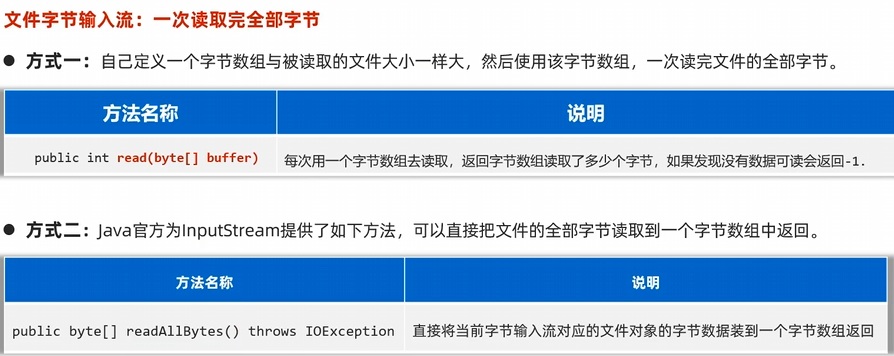 文件字节输入流：一次读取完全部字节
● 方式一：自己定义一个字节数组与被读取的文件大小一样大，然后使用该字节数组，一次读完文件的全部字节。
方法名称 说明
public int read(byte[] buffer) 每次用一个字节数组去读取，返回字节数组读取了多少个字节，如果发现没有数据可读会返回-1.
● 方式二：Java官方为InputStream提供了如下方法，可以直接把文件的全部字节读取到一个字节数组中返回。
方法名称 说明
public byte[] readAllBytes() throws IOException 直接将当前字节输入流对应的文件对象的字节数据装到一个字节数组返回